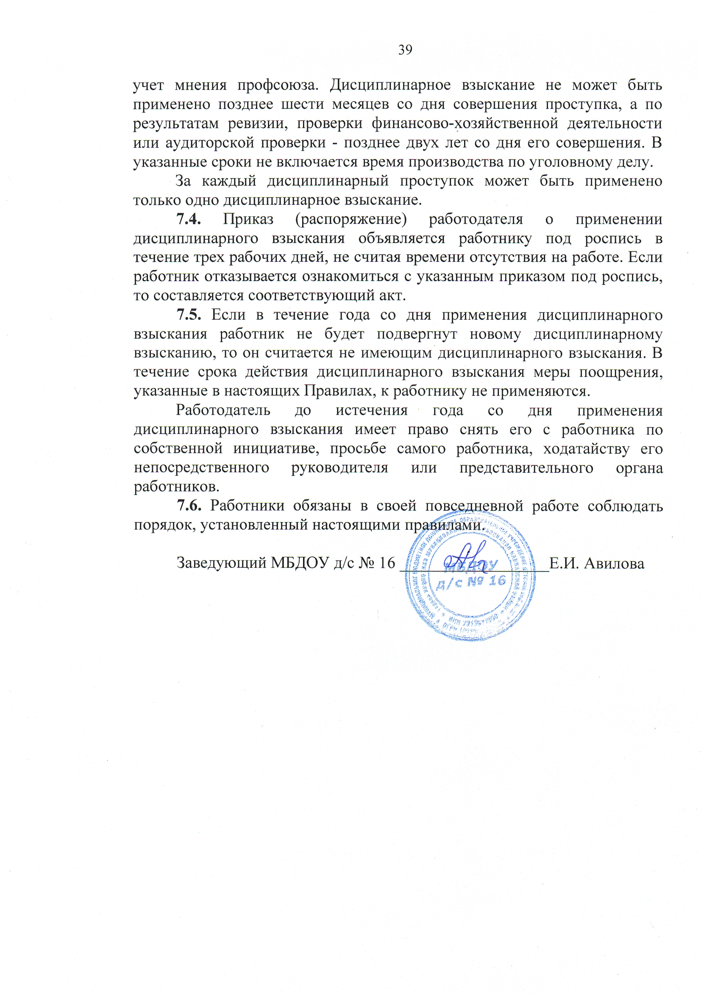 39
учет мнения профсоюза. Дисциплинарное взыскание не может быть
применено позднее шести месяцев со дня совершения проступка, а по
результатам ревизии, проверки финансово-хозяйственной деятельности
или аудиторской проверки - позднее двух лет со дня его совершения. В
указанные сроки не включается время производства по уголовному делу.
За каждый дисциплинарный проступок может быть применено
только одно дисциплинарное взыскание.
7.4. Приказ (распоряжение) работодателя о применении
дисциплинарного взыскания объявляется работнику под роспись в
течение трех рабочих дней, не считая времени отсутствия на работе. Если
работник отказывается ознакомиться с указанным приказом под роспись,
то составляется соответствующий акт.
7.5. Если в течение года со дня применения дисциплинарного
взыскания работник не будет подвергнут новому дисциплинарному
взысканию, то он считается не имеющим дисциплинарного взыскания. В
течение срока действия дисциплинарного взыскания меры поощрения,
указанные в настоящих Правилах, к работнику не применяются.
Работодатель до истечения года со дня применения
дисциплинарного взыскания имеет право снять его с работника по
собственной инициативе, просьбе самого работника, ходатайству его
непосредственного руководителя или представительного органа
работников.
7.6. Работники обязаны в своей повседневной работе соблюдать
порядок, установленный настоящими правилами.
Заведующий МБДОУ д/с № 16 Е.И. Авилова
МБДОУ
д/с № 16
МУНИЦИПАЛЬНОЕ БЮДЖЕТНОЕ ДОШКОЛЬНОЕ ОБРАЗОВАТЕЛЬНОЕ УЧРЕЖДЕНИЕ
ИНН
ОГРН